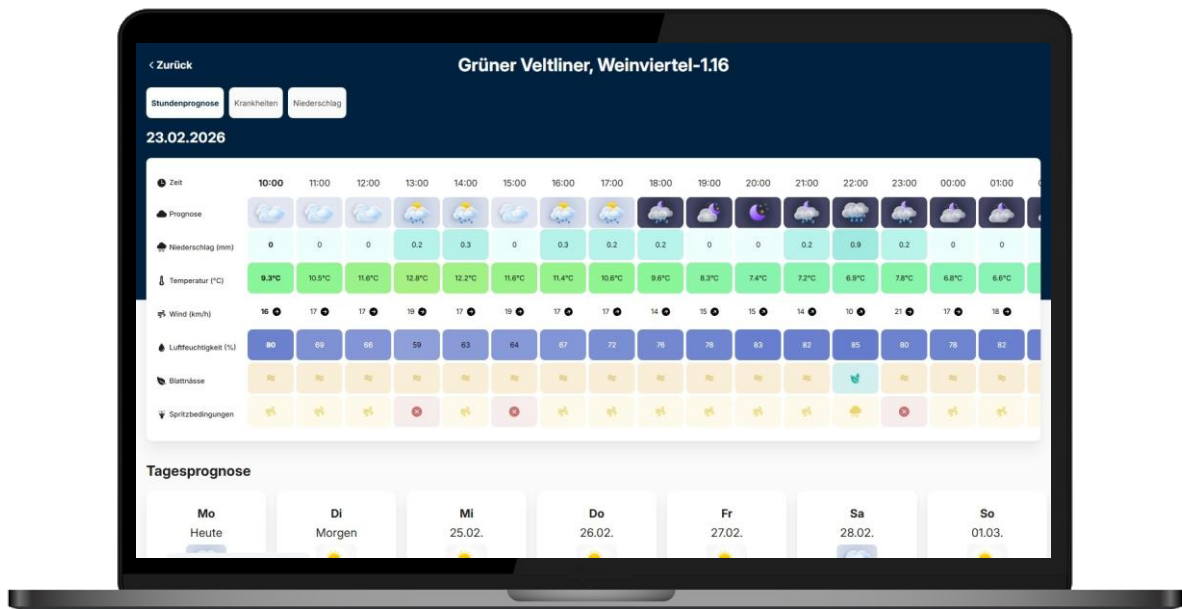 < Zurück
Grüner Veltliner, Weinviertel-1.16
Stundenprognose Krankheiten Niederschlag
23.02.2026
Zeit 10:00 11:00 12:00 13:00 14:00 15:00 16:00 17:00 18:00 19:00 20:00 21:00 22:00 23:00 00:00 01:00
Prognose
Niederschlag (mm) 0 0 0 0.2 0.3 0 0.3 0.2 0.2 0 0 0.2 0.9 0.2 0 0
Temperatur (°C) 9.3°C 10.5°C 11.6°C 12.8°C 12.2°C 11.6°C 11.4°C 10.6°C 9.6°C 8.3°C 7.4°C 7.2°C 6.9°C 7.8°C 6.8°C 6.6°C
Wind (km/h) 16 17 17 19 17 19 17 17 14 15 15 14 10 21 17 18
Luftfeuchtigkeit (%) 80 69 66 59 63 64 67 72 76 78 83 82 85 80 78 82
Blattnässe
Spritzbedingungen
Tagesprognose
Mo Di Mi Do Fr Sa So
Heute Morgen 25.02. 26.02. 27.02. 28.02. 01.03.